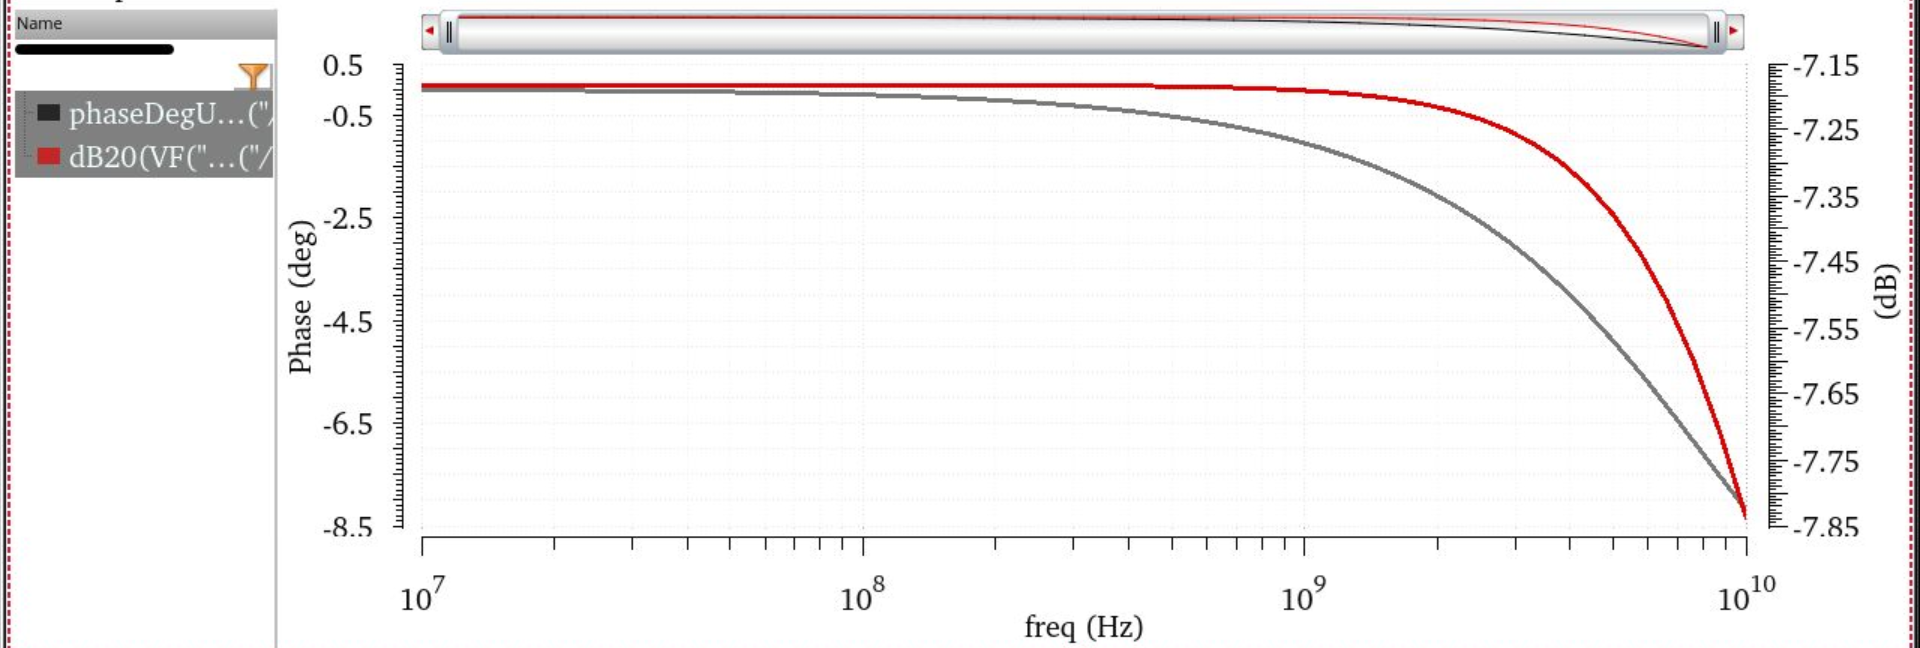 Name
phaseDegU...("/
dB20(VF("...("/
0.5
-0.5
-2.5
-4.5
-6.5
-8.5
Phase (deg)
-7.15
-7.25
-7.35
-7.45
-7.55
-7.65
-7.75
-7.85
(dB)
10^7 10^8 10^9 10^10
freq (Hz)